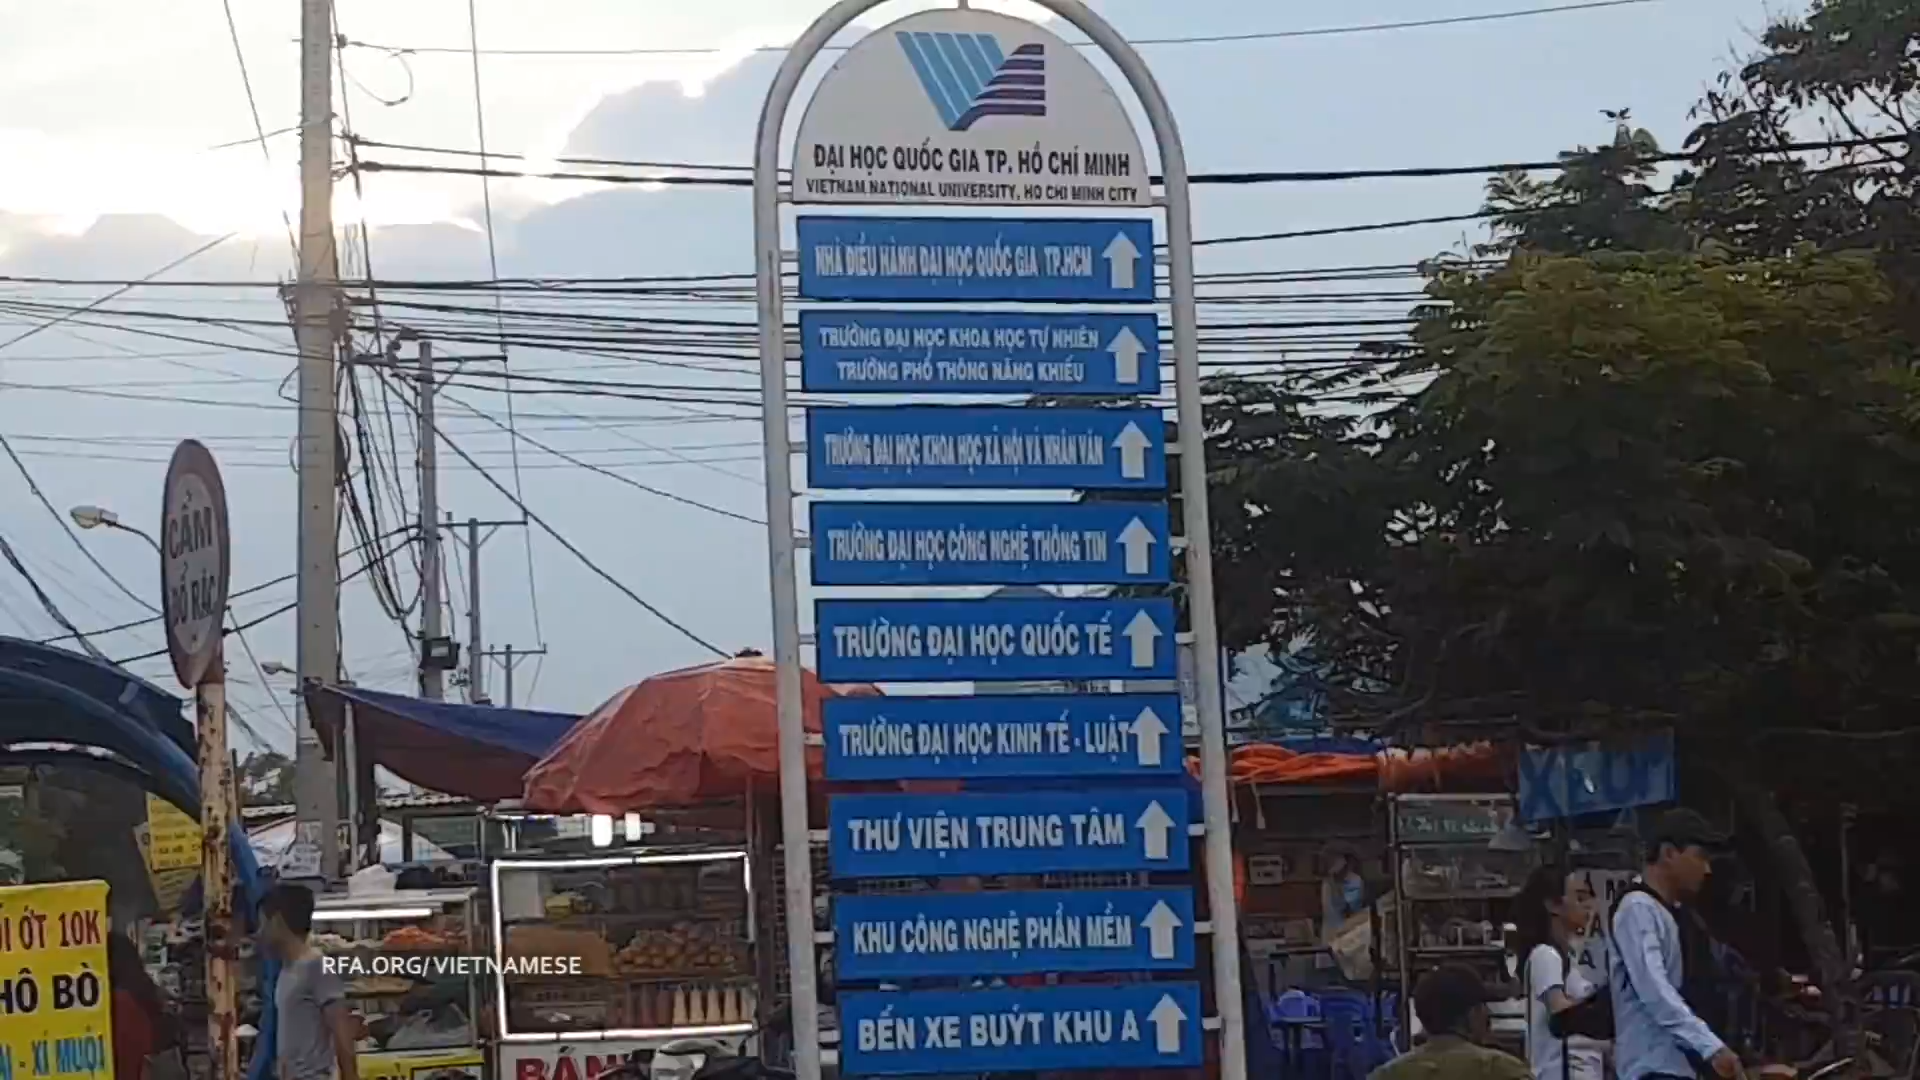 ĐẠI HỌC QUỐC GIA TP. HỒ CHÍ MINH
VIETNAM NATIONAL UNIVERSITY, HO CHI MINH CITY
NHÀ ĐIỀU HÀNH ĐẠI HỌC QUỐC GIA TP.HCM
TRƯỜNG ĐẠI HỌC KHOA HỌC TỰ NHIÊN
TRƯỜNG PHỔ THÔNG NĂNG KHIẾU
TRƯỜNG ĐẠI HỌC KHOA HỌC XÃ HỘI VÀ NHÂN VĂN
TRƯỜNG ĐẠI HỌC CÔNG NGHỆ THÔNG TIN
TRƯỜNG ĐẠI HỌC QUỐC TẾ
TRƯỜNG ĐẠI HỌC KINH TẾ - LUẬT
THƯ VIỆN TRUNG TÂM
KHU CÔNG NGHỆ PHẦN MỀM
BẾN XE BUÝT KHU A
CẤM
ĐỔ RÁC
ỚT 10K
HÔ BÒ
- XÍ MUỘI
RFA.ORG/VIETNAMESE
BÁN
XE ÔM